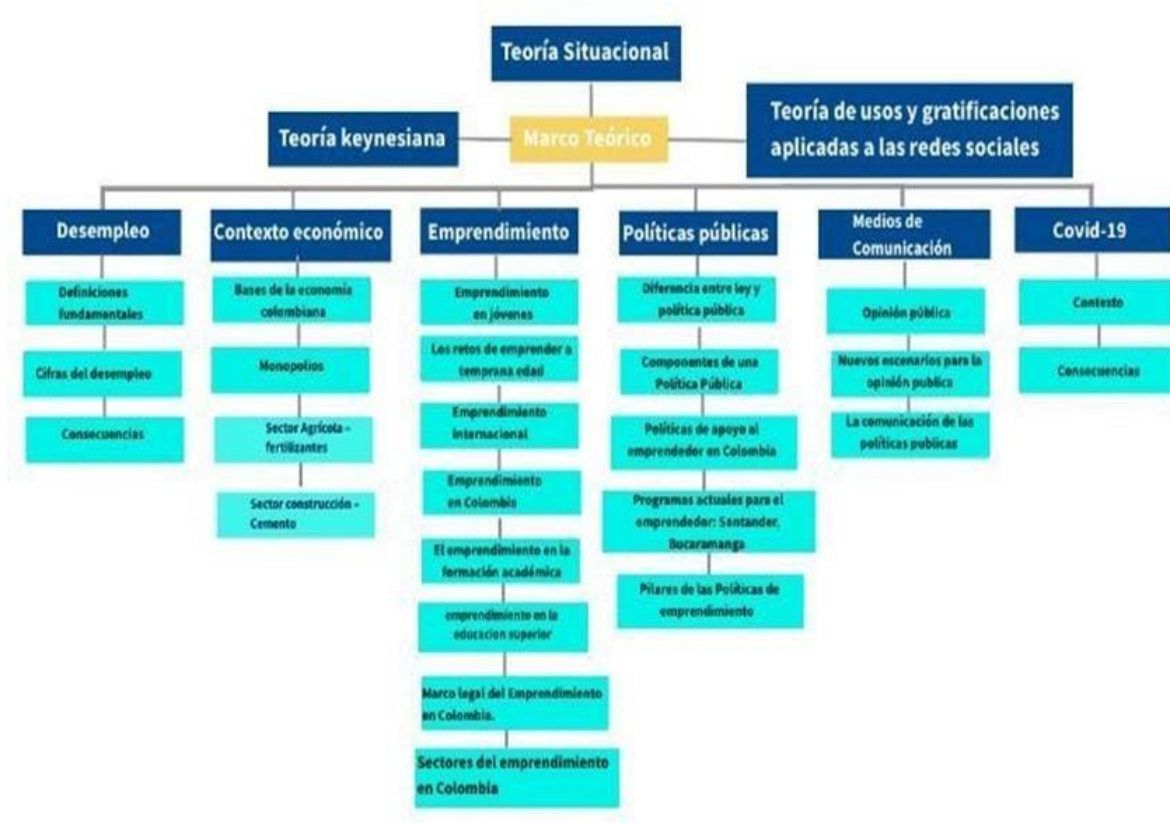 Teoría Situacional
Teoría keynesiana
Marco Teórico
Teoría de usos y gratificaciones
aplicadas a las redes sociales
Desempleo
Definiciones
fundamentales
Cifras del desempleo
Consecuencias
Contexto económico
Bases de la economía
colombiana
Monopolios
Sector Agrícola –
fertilizantes
Sector construcción –
Cemento
Emprendimiento
Emprendimiento
en jóvenes
Los retos de emprender a
temprana edad
Emprendimiento
internacional
Emprendimiento
en Colombia
El emprendimiento en la
formación académica
emprendimiento en la
educacion superior
Marco legal del Emprendimiento
en Colombia.
Sectores del emprendimiento
en Colombia
Políticas públicas
Diferencia entre ley y
política pública
Componentes de una
Política Pública
Políticas de apoyo al
emprendedor en Colombia
Programas actuales para el
emprendedor: Santander,
Bucaramanga
Pilares de las Políticas de
emprendimiento
Medios de
Comunicación
Opinión pública
Nuevos escenarios para la
opinión publica
La comunicación de las
políticas publicas
Covid-19
Contexto
Consecuencias